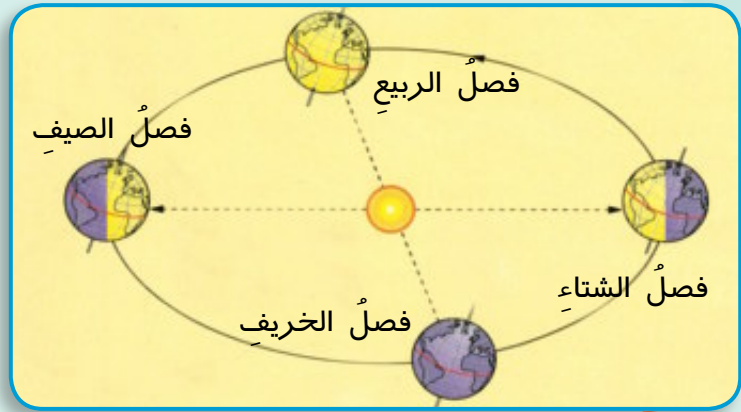 فصلُ الربيعِ
فصلُ الصيفِ
فصلُ الشتاءِ
فصلُ الخريفِ